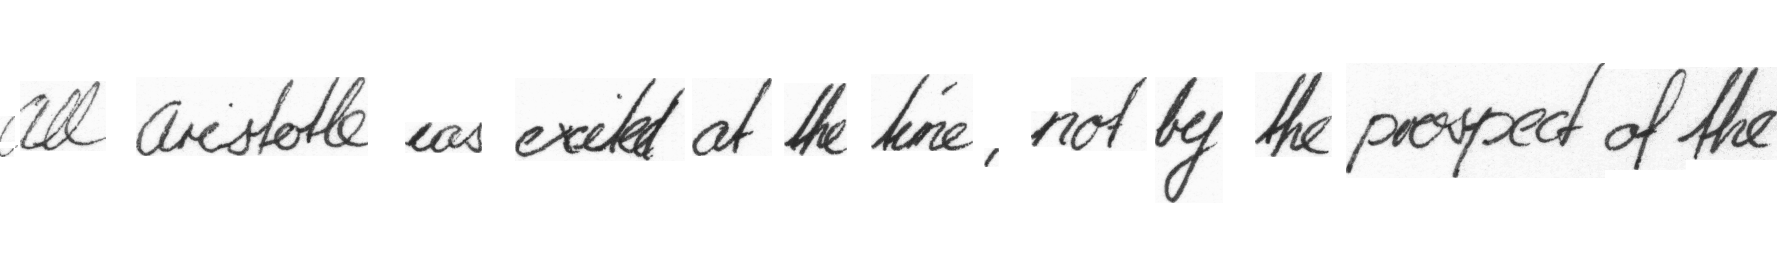 All Aristotle was excited at the time, not by the prospect of the